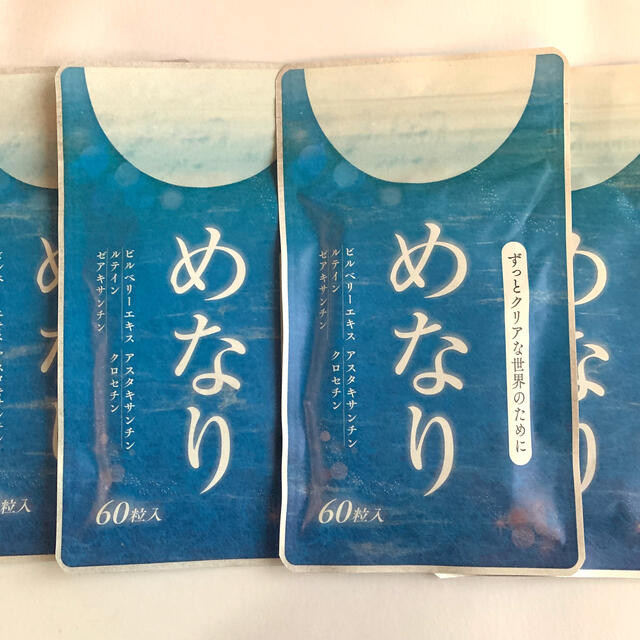 めなり
ビルベリーエキス アスタキサンチン
ルテイン クロセチン
ゼアキサンチン
60粒入
ずっとクリアな世界のために
めなり
ビルベリーエキス アスタキサンチン
ルテイン クロセチン
ゼアキサンチン
60粒入
めなり